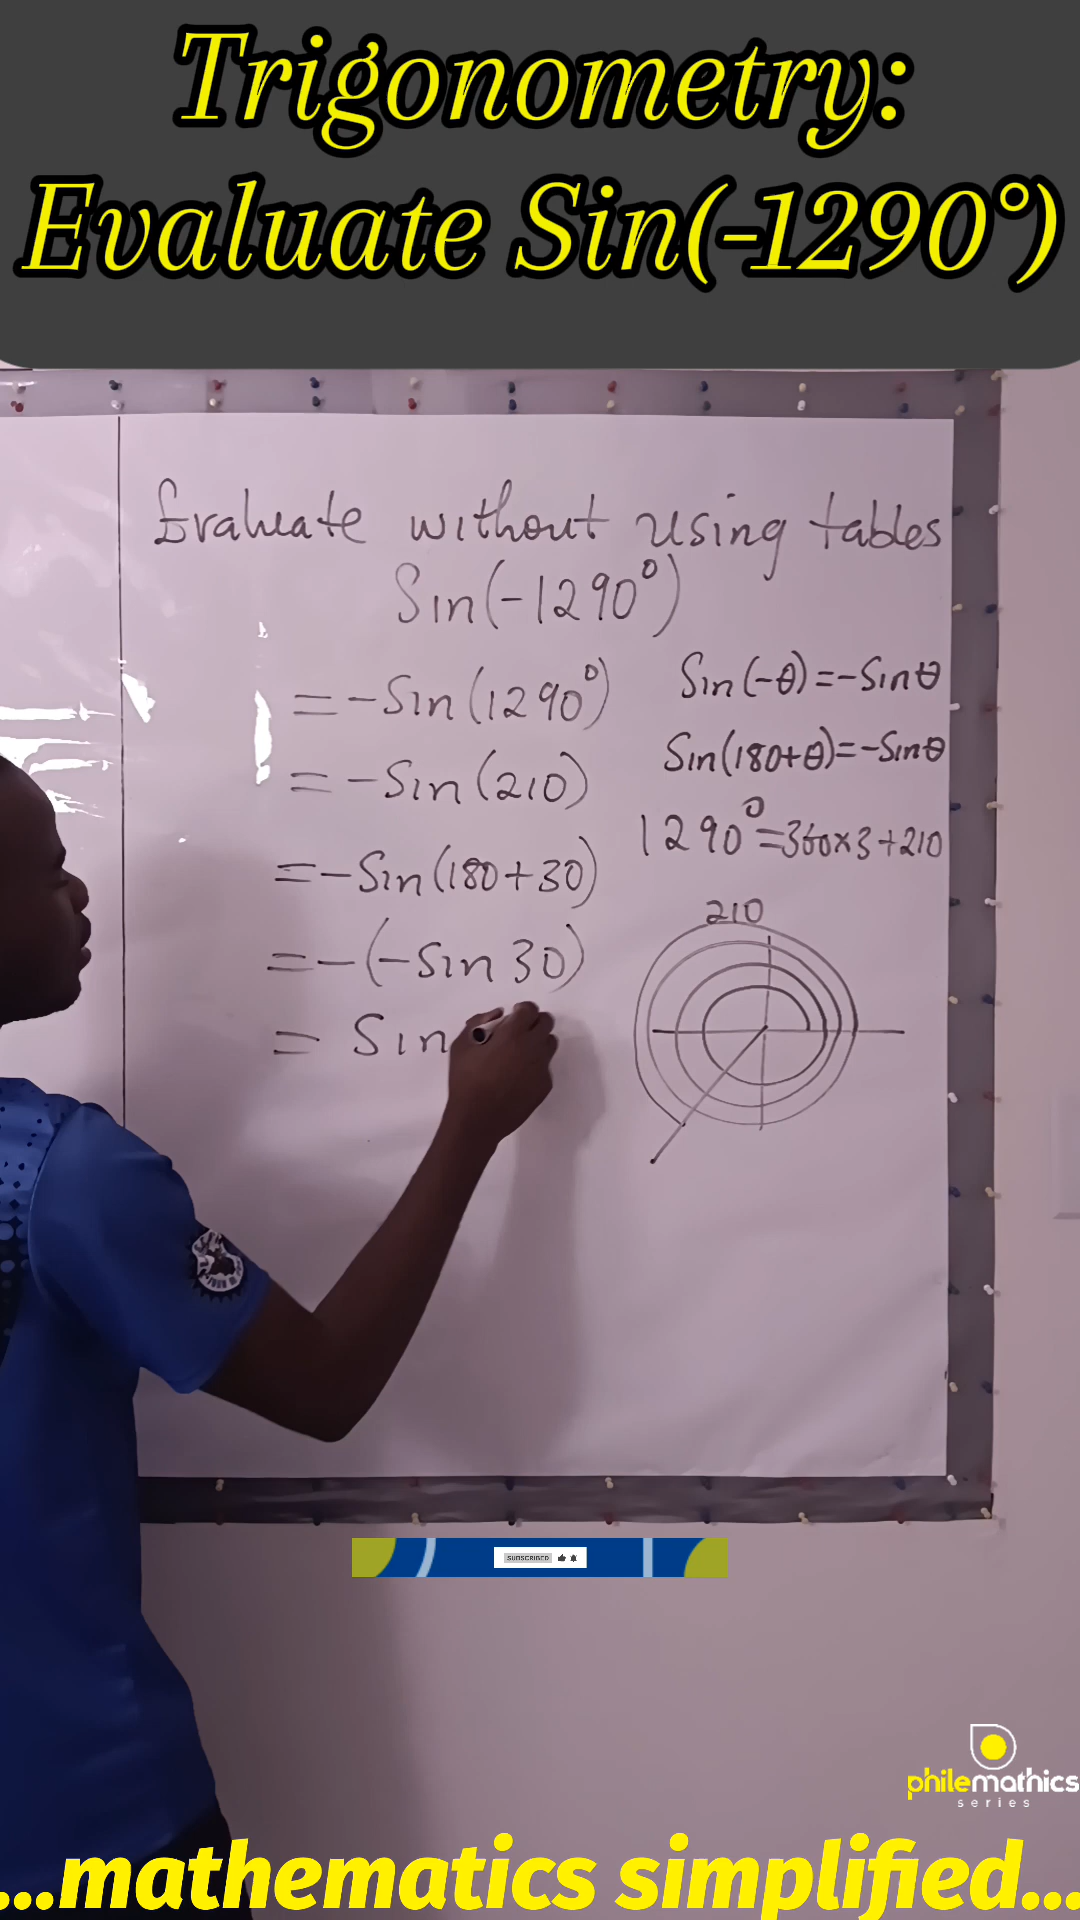 Trigonometry:
Evaluate Sin(-1290°)
Evaluate without using tables
Sin(-1290°)
= -Sin(1290°)
= -Sin(210)
= -Sin(180+30)
= -(-Sin 30)
= Sin
Sin(-θ)=-Sinθ
Sin(180+θ)=-Sinθ
1290°=360×3+210
210
SUBSCRIBED
philemathics
series
...mathematics simplified...